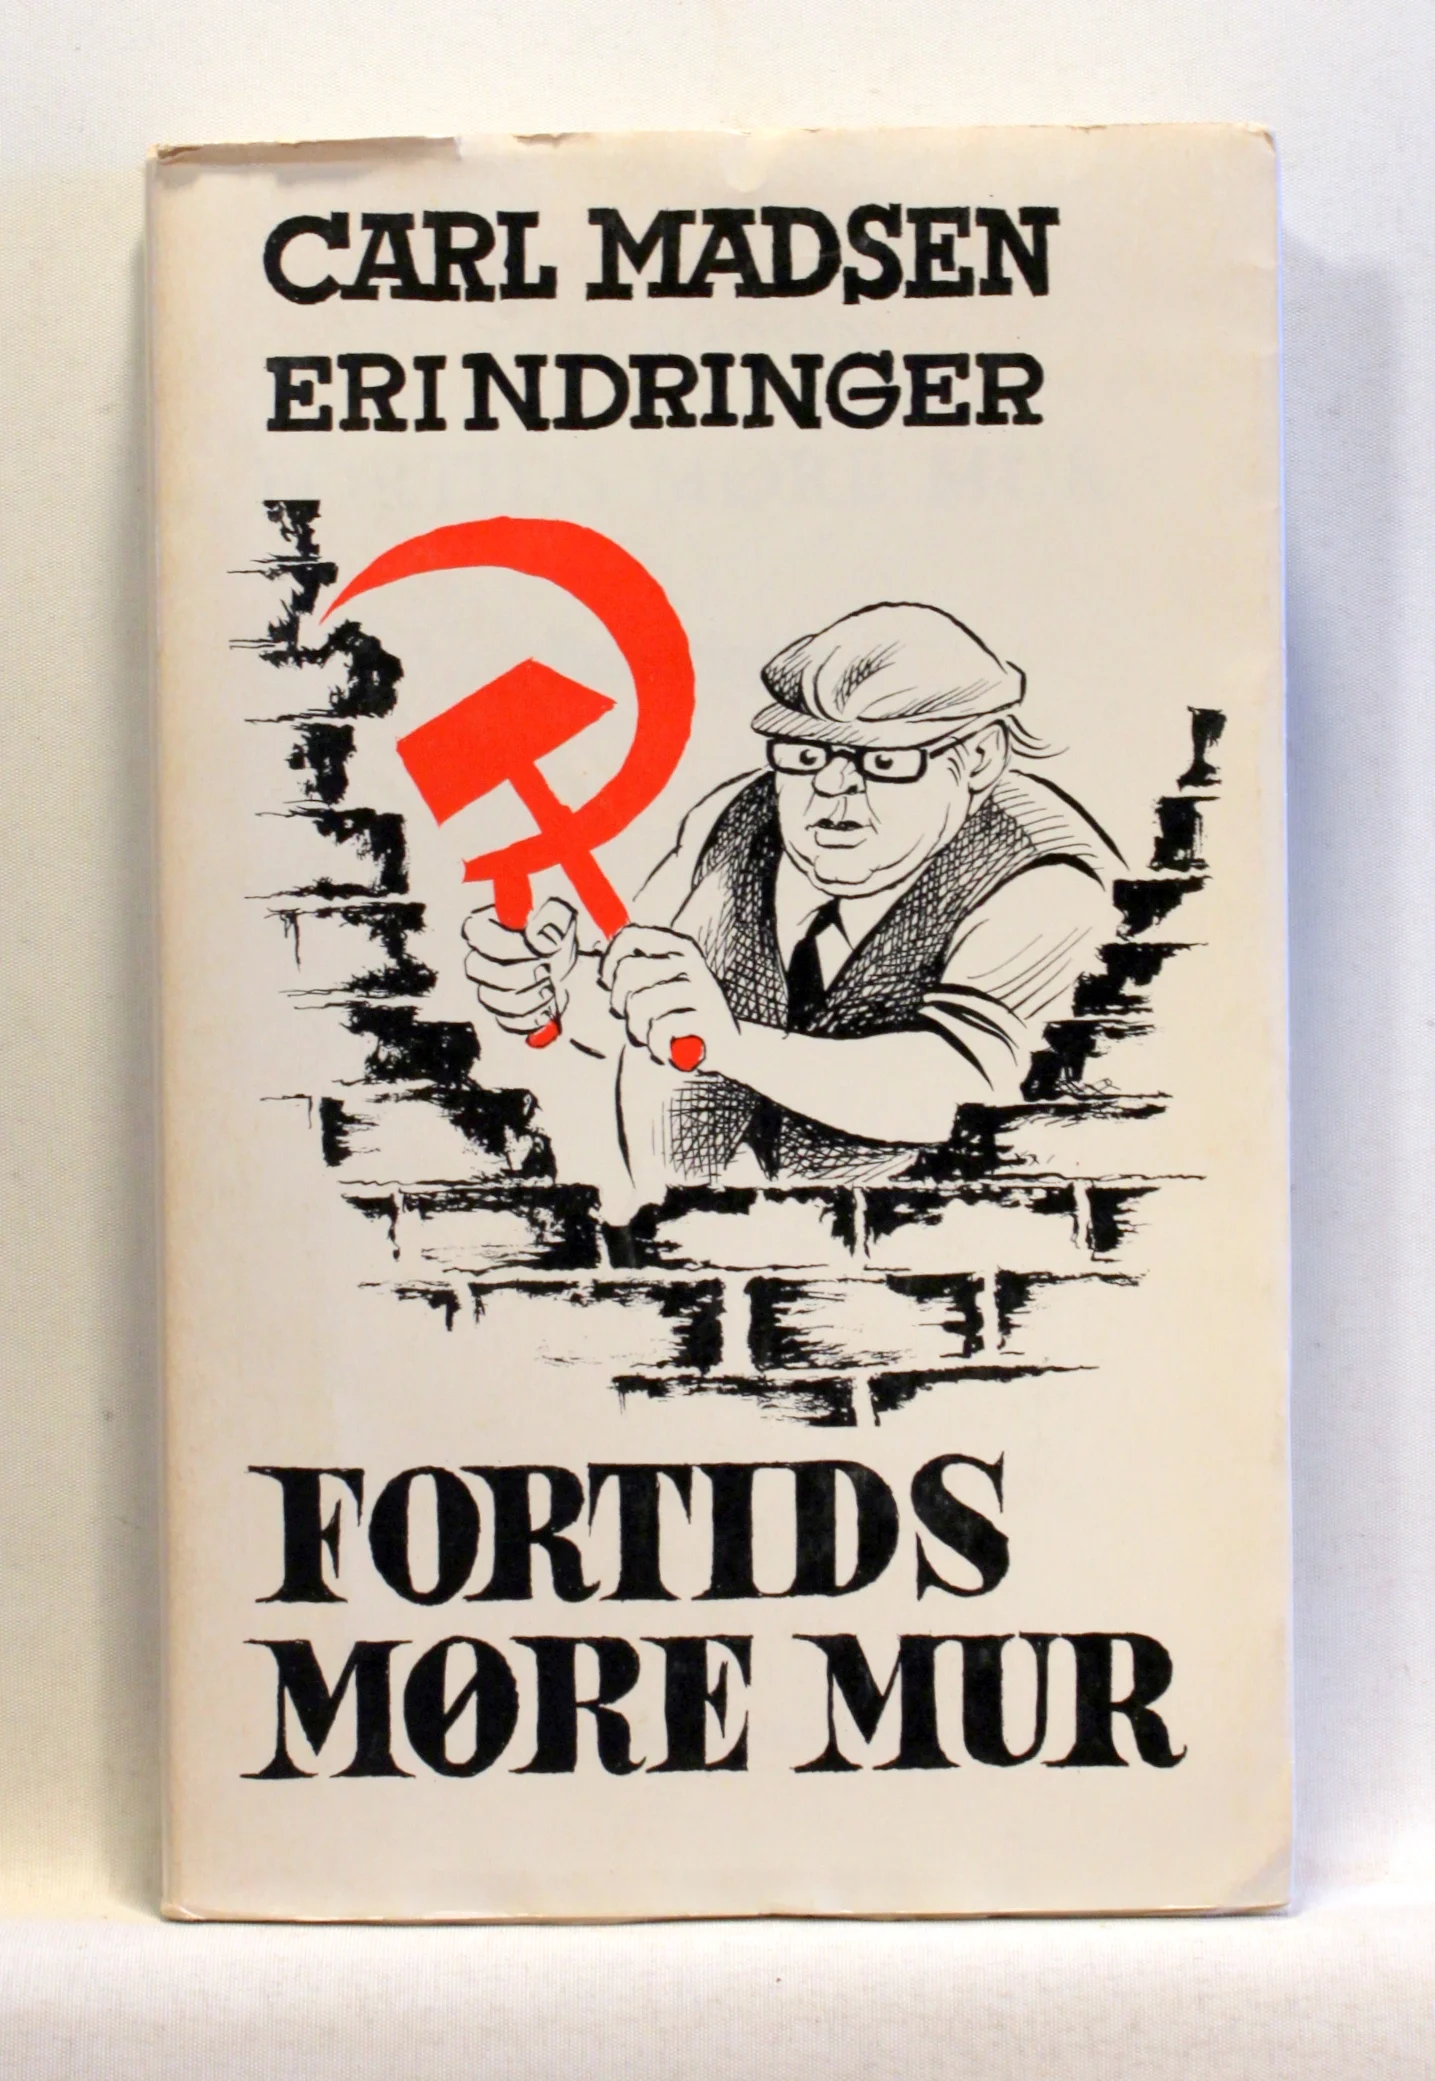 CARL MADSEN
ERINDRINGER
FORTIDS
MØRE MUR